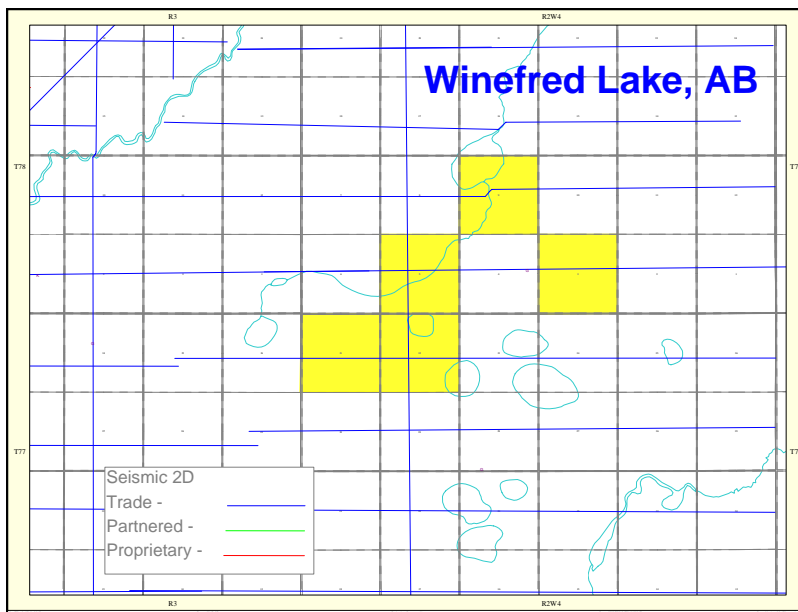 R3 R2W4
Winefred Lake, AB
T78 T7
T77 T7
Seismic 2D
Trade -
Partnered -
Proprietary -
R3 R2W4